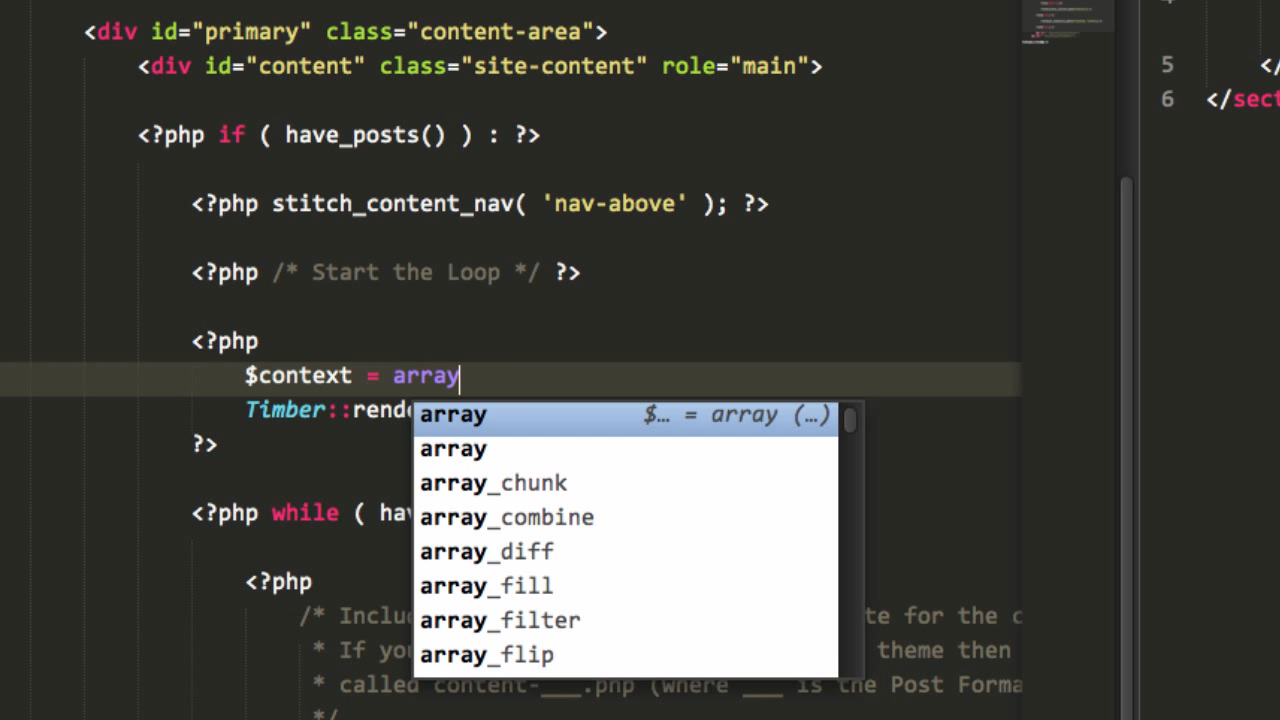 <div id="primary" class="content-area">
<div id="content" class="site-content" role="main">
<?php if ( have_posts() ) : ?>
<?php stitch_content_nav( 'nav-above' ); ?>
<?php /* Start the Loop */ ?>
<?php
$context = array
Timber::rende
?>
<?php while ( hav
<?php
/* Inclu te for the c
* If you theme then
* called content-___.php (where ___ is the Post Forma
*/
array $… = array (…)
array
array_chunk
array_combine
array_diff
array_fill
array_filter
array_flip
5 </
6 </sect